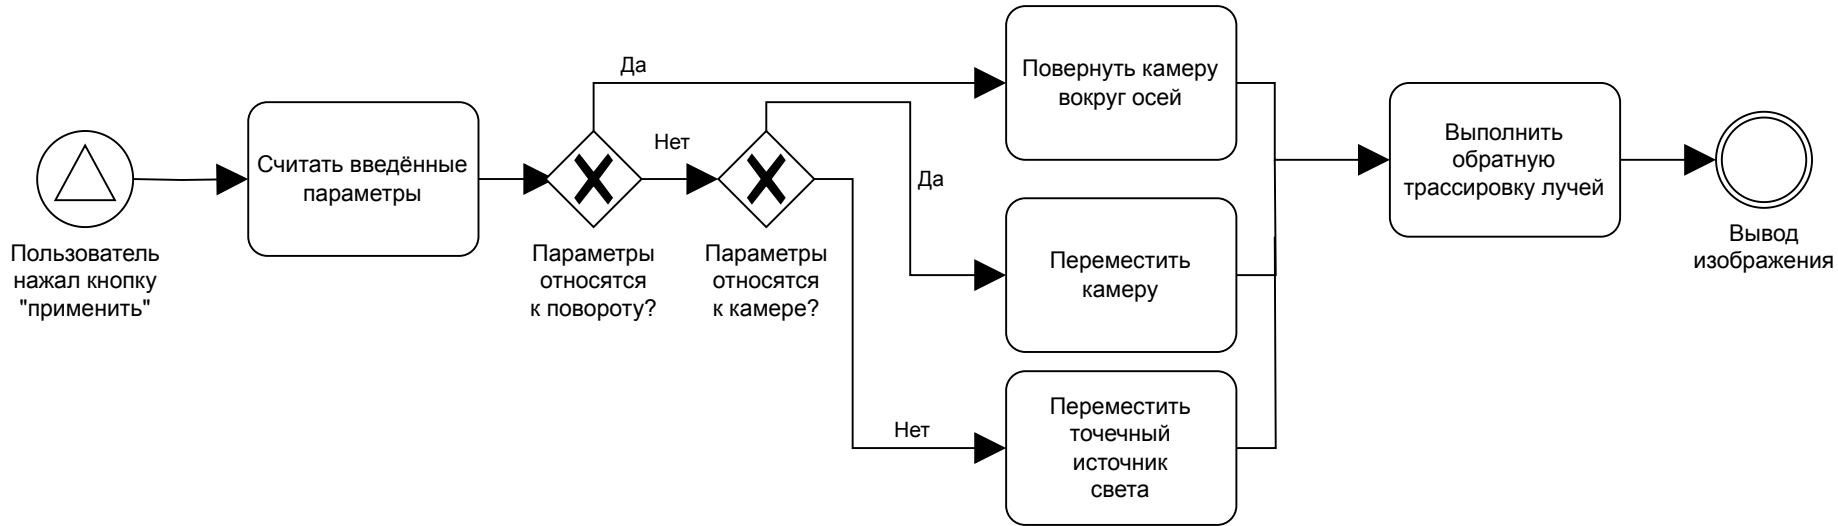 Пользователь
нажал кнопку
"применить"
Считать введённые
параметры
Параметры
относятся
к повороту?
Да
Нет
Параметры
относятся
к камере?
Да
Нет
Повернуть камеру
вокруг осей
Переместить
камеру
Переместить
точечный
источник
света
Выполнить
обратную
трассировку лучей
Вывод
изображения